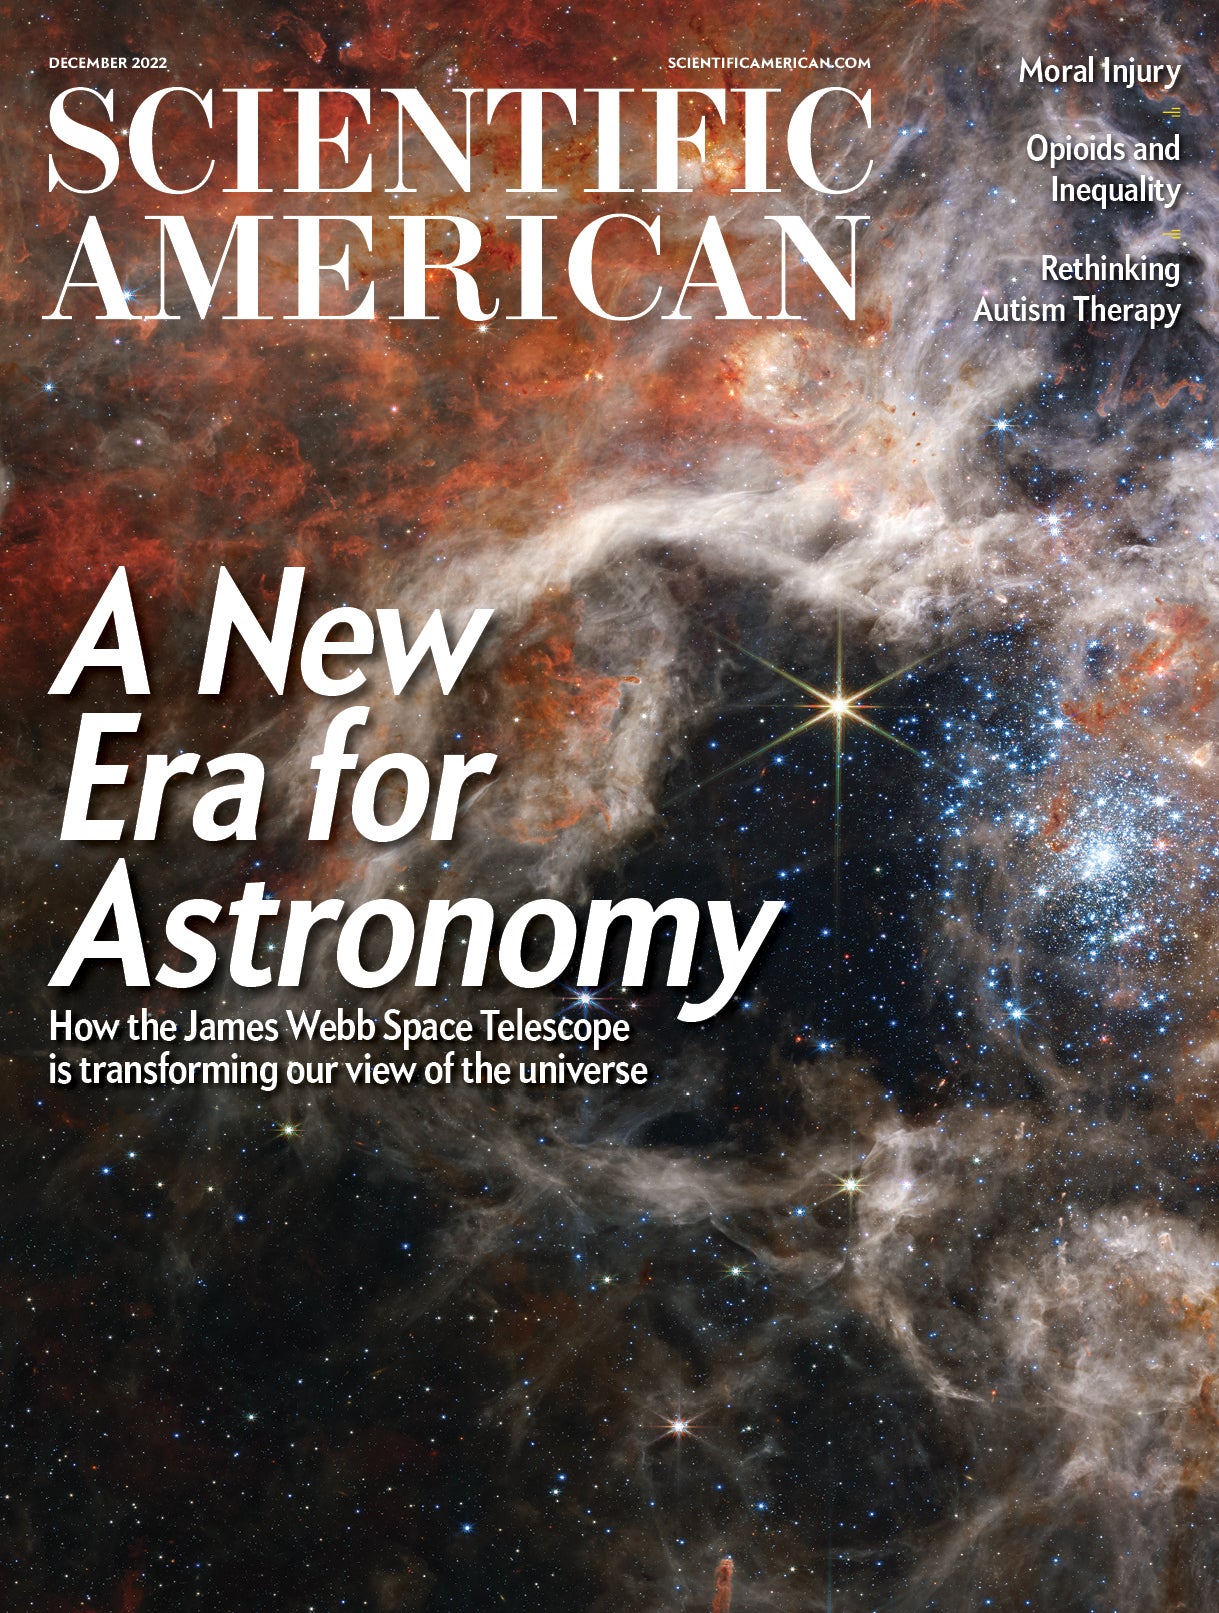 DECEMBER 2022
SCIENTIFICAMERICAN.COM
SCIENTIFIC
AMERICAN
Moral Injury
Opioids and
Inequality
Rethinking
Autism Therapy
A New
Era for
Astronomy
How the James Webb Space Telescope
is transforming our view of the universe